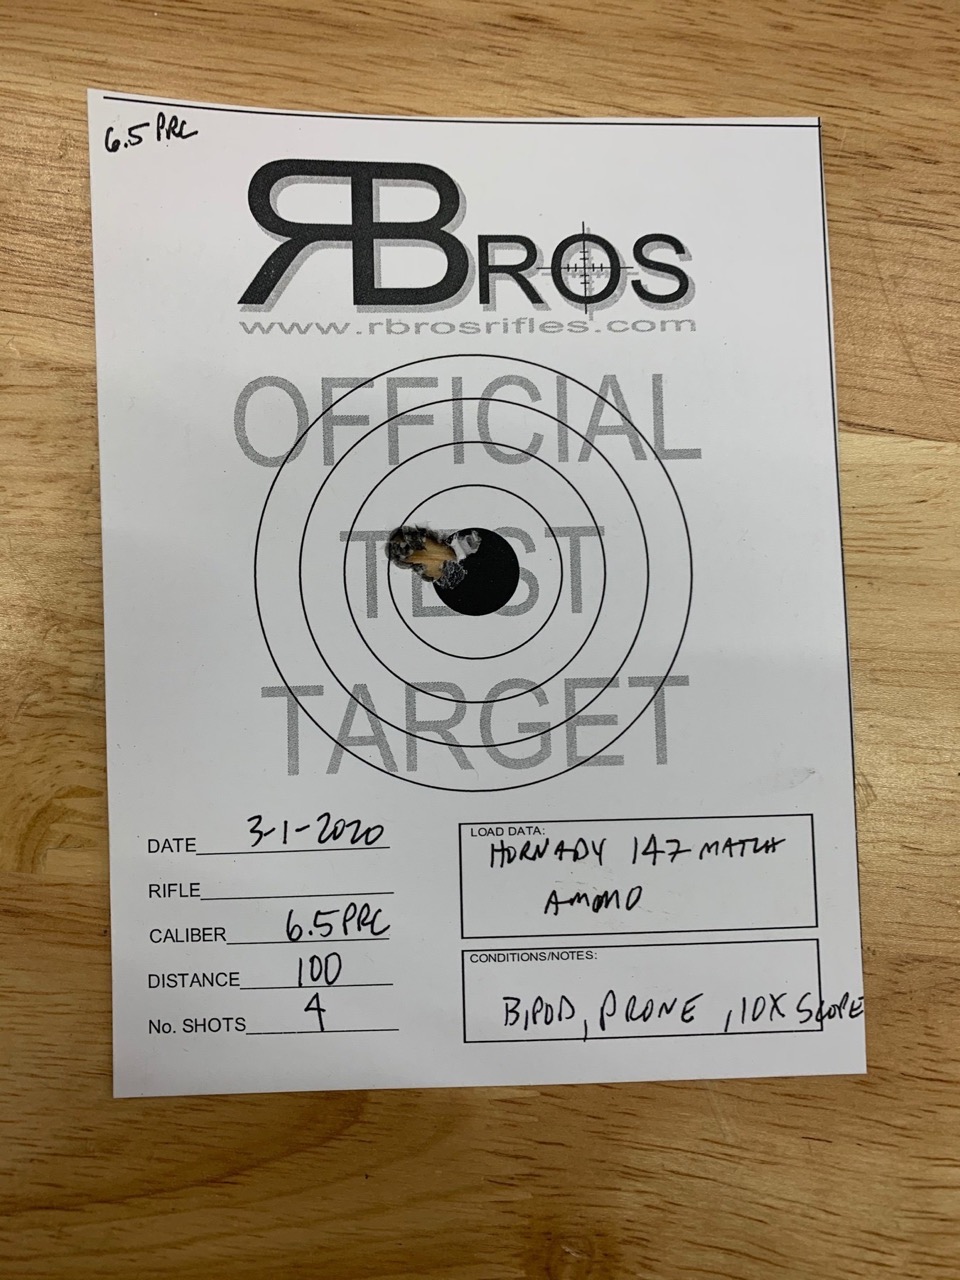 6.5 PRC
RBROS
www.rbrosrifles.com
OFFICIAL
TEST
TARGET
DATE 3-1-2020
RIFLE
CALIBER 6.5 PRC
DISTANCE 100
No. SHOTS 4
LOAD DATA:
HORNADY 147 MATCH
AMMO
CONDITIONS/NOTES:
BIPOD, PRONE, 10X SCOPE